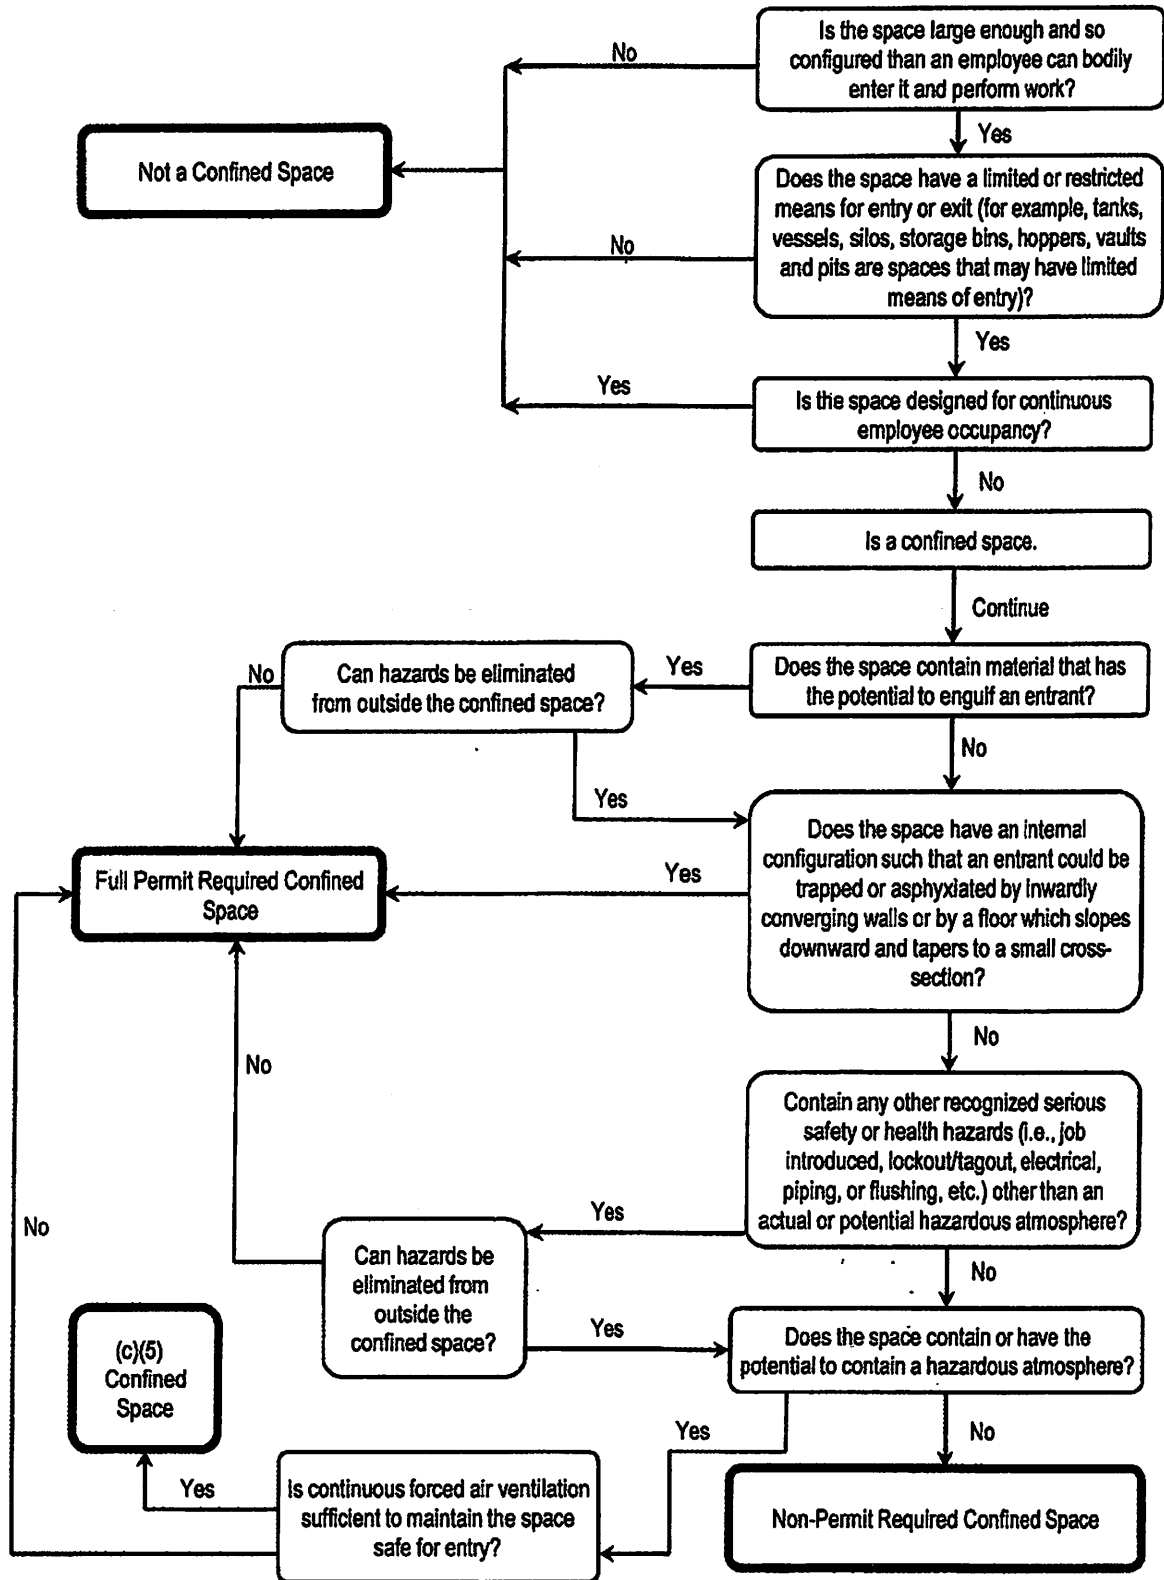 Is the space large enough and so
configured than an employee can bodily
enter it and perform work?
No
Yes
Not a Confined Space
Does the space have a limited or restricted
means for entry or exit (for example, tanks,
vessels, silos, storage bins, hoppers, vaults
and pits are spaces that may have limited
means of entry)?
No
Yes
Is the space designed for continuous
employee occupancy?
Yes
No
Is a confined space.
Continue
Does the space contain material that has
the potential to engulf an entrant?
Yes
Can hazards be eliminated
from outside the confined space?
No
No
Yes
Does the space have an internal
configuration such that an entrant could be
trapped or asphyxiated by inwardly
converging walls or by a floor which slopes
downward and tapers to a small cross-
section?
Yes
Full Permit Required Confined
Space
No
No
Contain any other recognized serious
safety or health hazards (i.e., job
introduced, lockout/tagout, electrical,
piping, or flushing, etc.) other than an
actual or potential hazardous atmosphere?
Yes
No
No
Can hazards be
eliminated from
outside the
confined space?
Yes
Does the space contain or have the
potential to contain a hazardous atmosphere?
(c)(5)
Confined
Space
Yes
No
Yes
Is continuous forced air ventilation
sufficient to maintain the space
safe for entry?
Non-Permit Required Confined Space